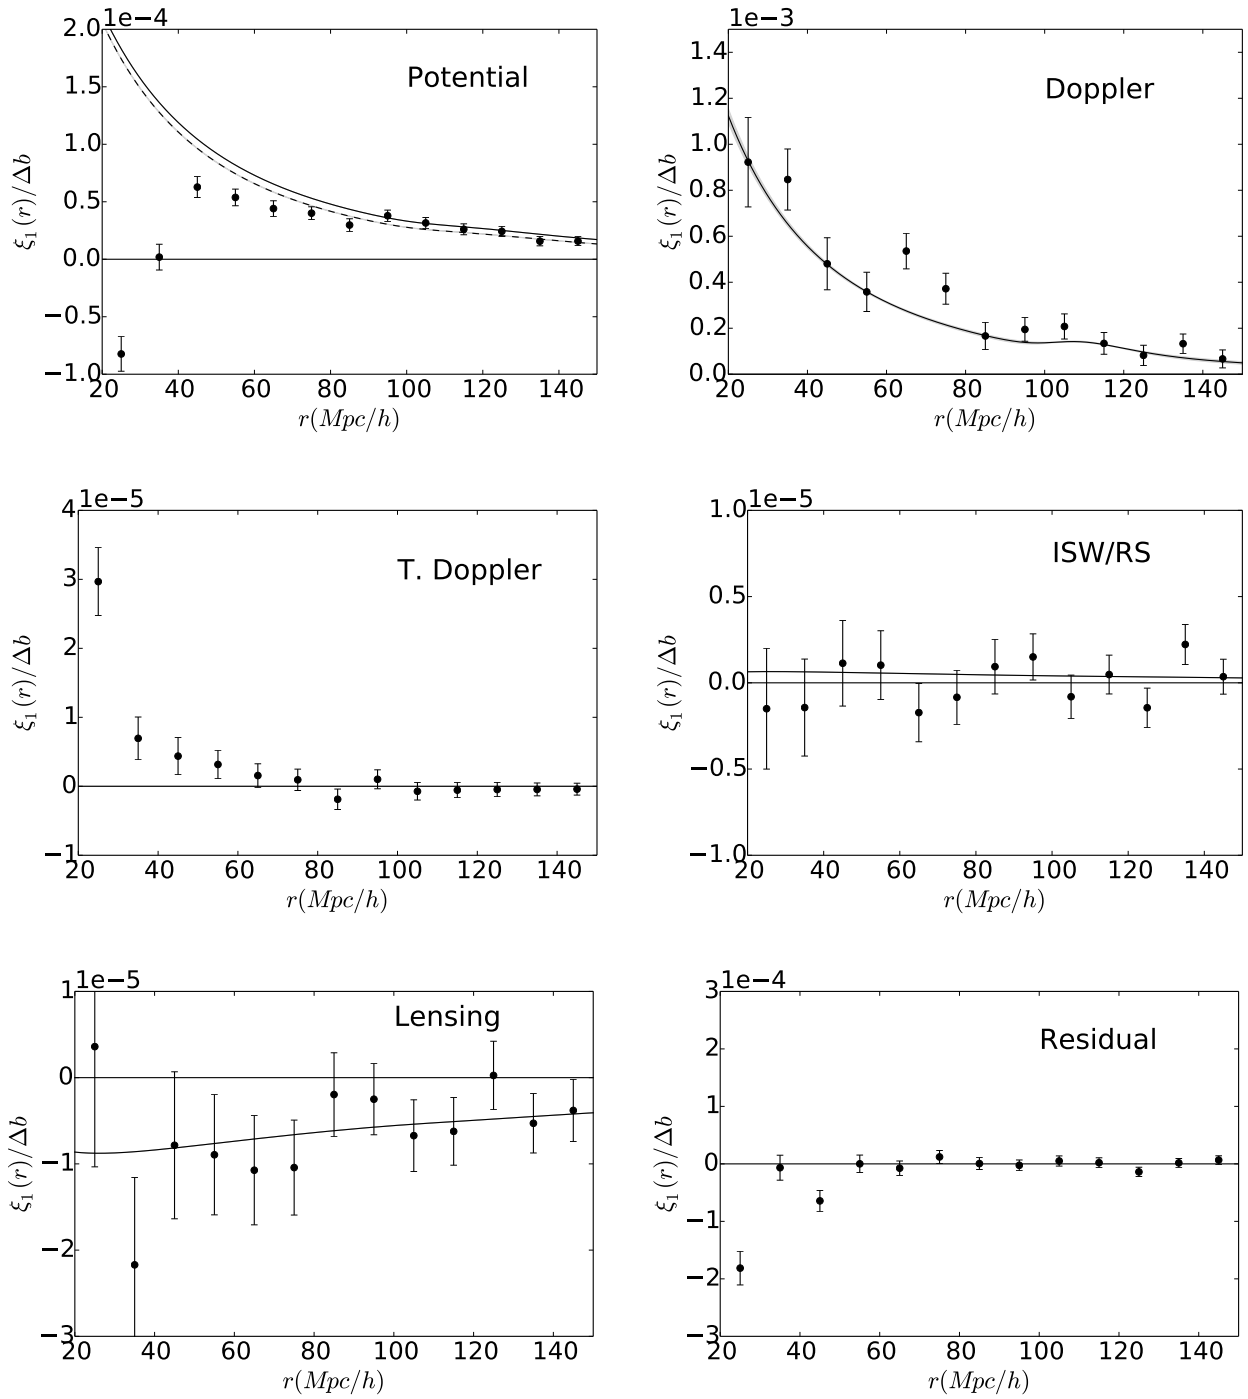 1e−4
2.0
1.5
1.0
0.5
0.0
−0.5
−1.0
Potential
ξ₁(r)/Δb
20 40 60 80 100 120 140
r(Mpc/h)
1e−3
1.4
1.2
1.0
0.8
0.6
0.4
0.2
0.0
Doppler
ξ₁(r)/Δb
20 40 60 80 100 120 140
r(Mpc/h)
1e−5
4
3
2
1
0
−1
T. Doppler
ξ₁(r)/Δb
20 40 60 80 100 120 140
r(Mpc/h)
1e−5
1.0
0.5
0.0
−0.5
−1.0
ISW/RS
ξ₁(r)/Δb
20 40 60 80 100 120 140
r(Mpc/h)
1e−5
1
0
−1
−2
−3
Lensing
ξ₁(r)/Δb
20 40 60 80 100 120 140
r(Mpc/h)
1e−4
3
2
1
0
−1
−2
−3
Residual
ξ₁(r)/Δb
20 40 60 80 100 120 140
r(Mpc/h)